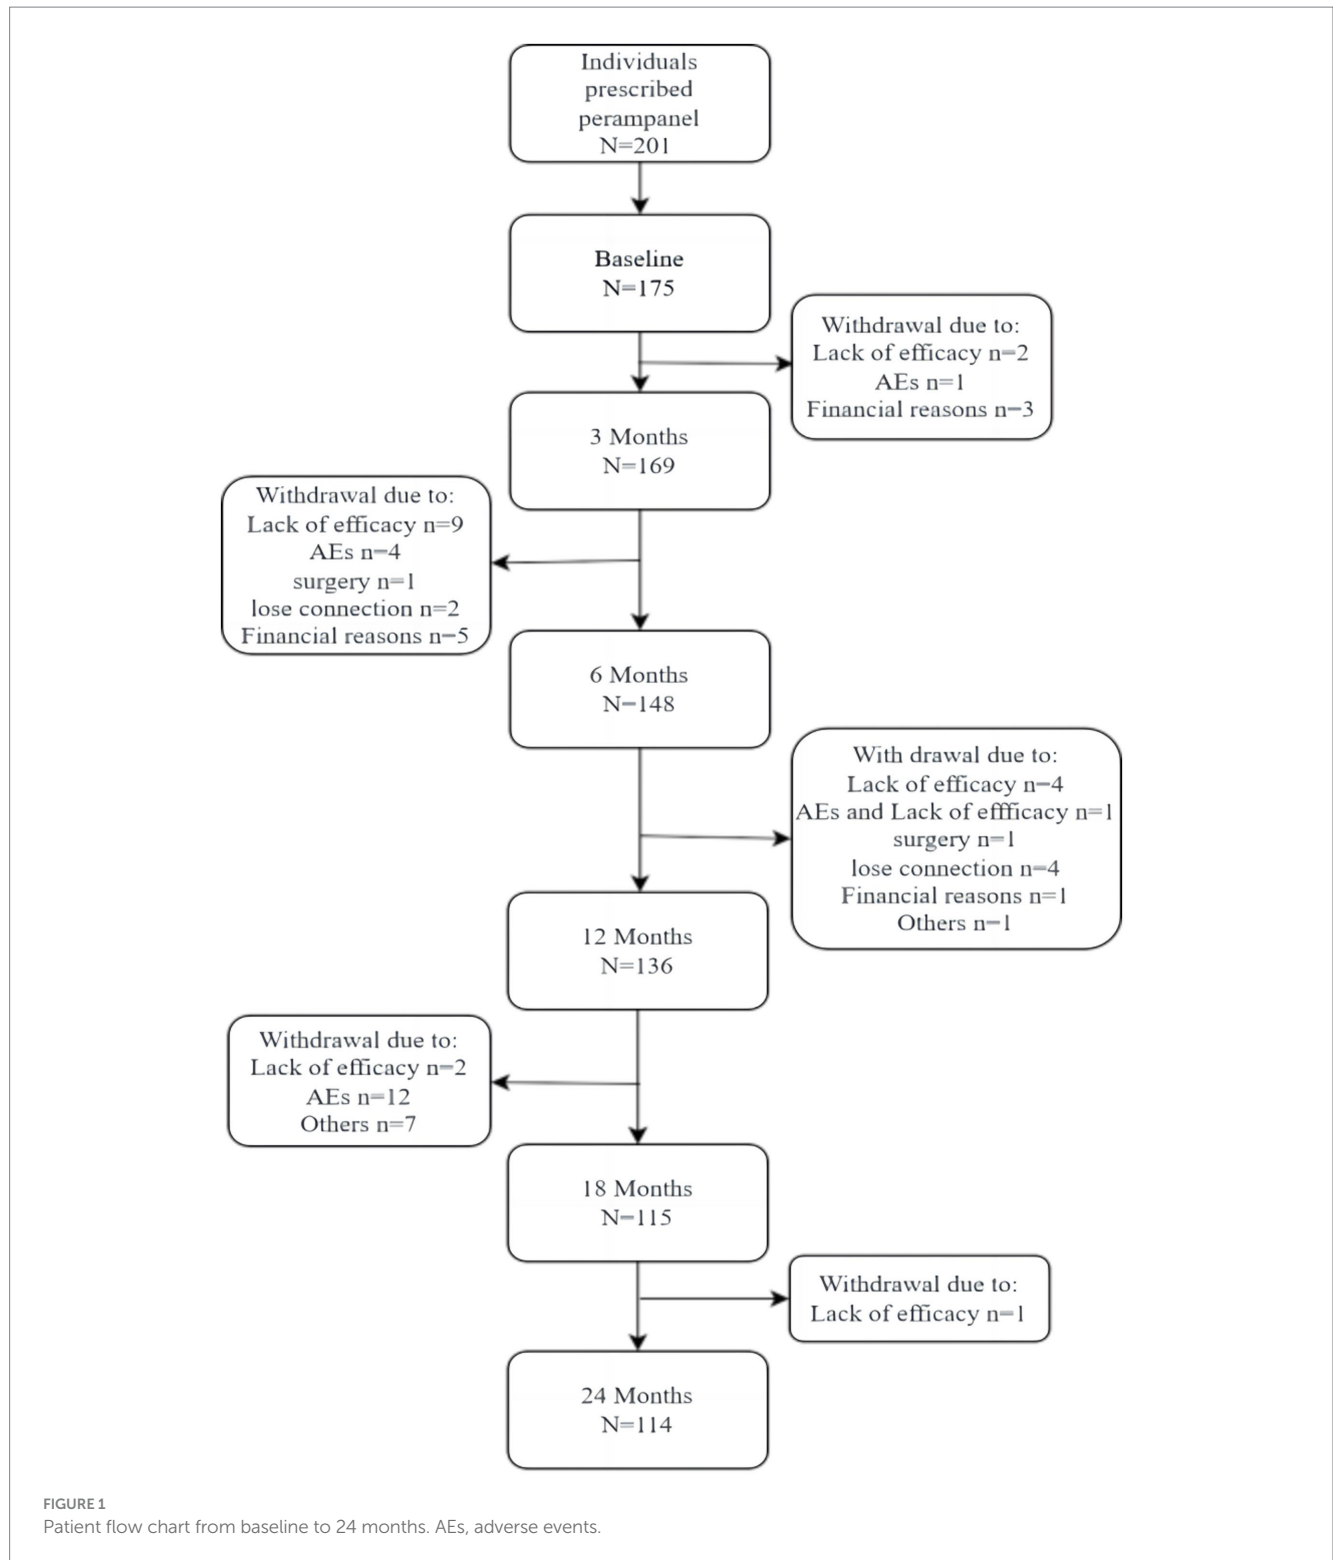 Individuals
prescribed
perampanel
N=201
Baseline
N=175
Withdrawal due to:
Lack of efficacy n=2
AEs n=1
Financial reasons n=3
3 Months
N=169
Withdrawal due to:
Lack of efficacy n=9
AEs n=4
surgery n=1
lose connection n=2
Financial reasons n=5
6 Months
N=148
With drawal due to:
Lack of efficacy n=4
AEs and Lack of effficacy n=1
surgery n=1
lose connection n=4
Financial reasons n=1
Others n=1
12 Months
N=136
Withdrawal due to:
Lack of efficacy n=2
AEs n=12
Others n=7
18 Months
N=115
Withdrawal due to:
Lack of efficacy n=1
24 Months
N=114
FIGURE 1
Patient flow chart from baseline to 24 months. AEs, adverse events.